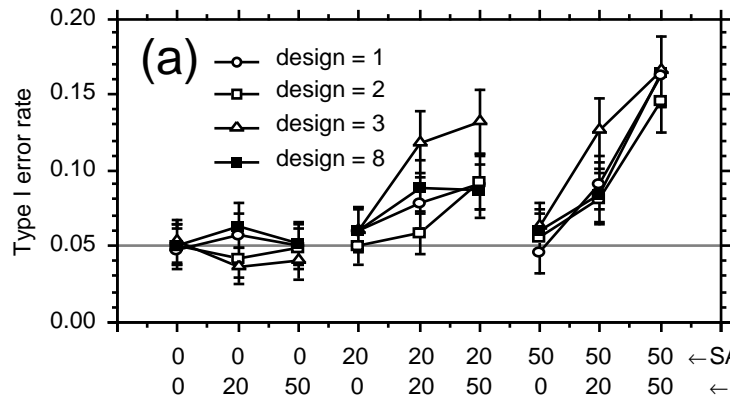 0.20
(a)
design = 1
design = 2
design = 3
design = 8
0.15
0.10
0.05
0.00
Type I error rate
0 0 0 20 20 20 50 50 50 ←SA
0 20 50 0 20 50 0 20 50 ←